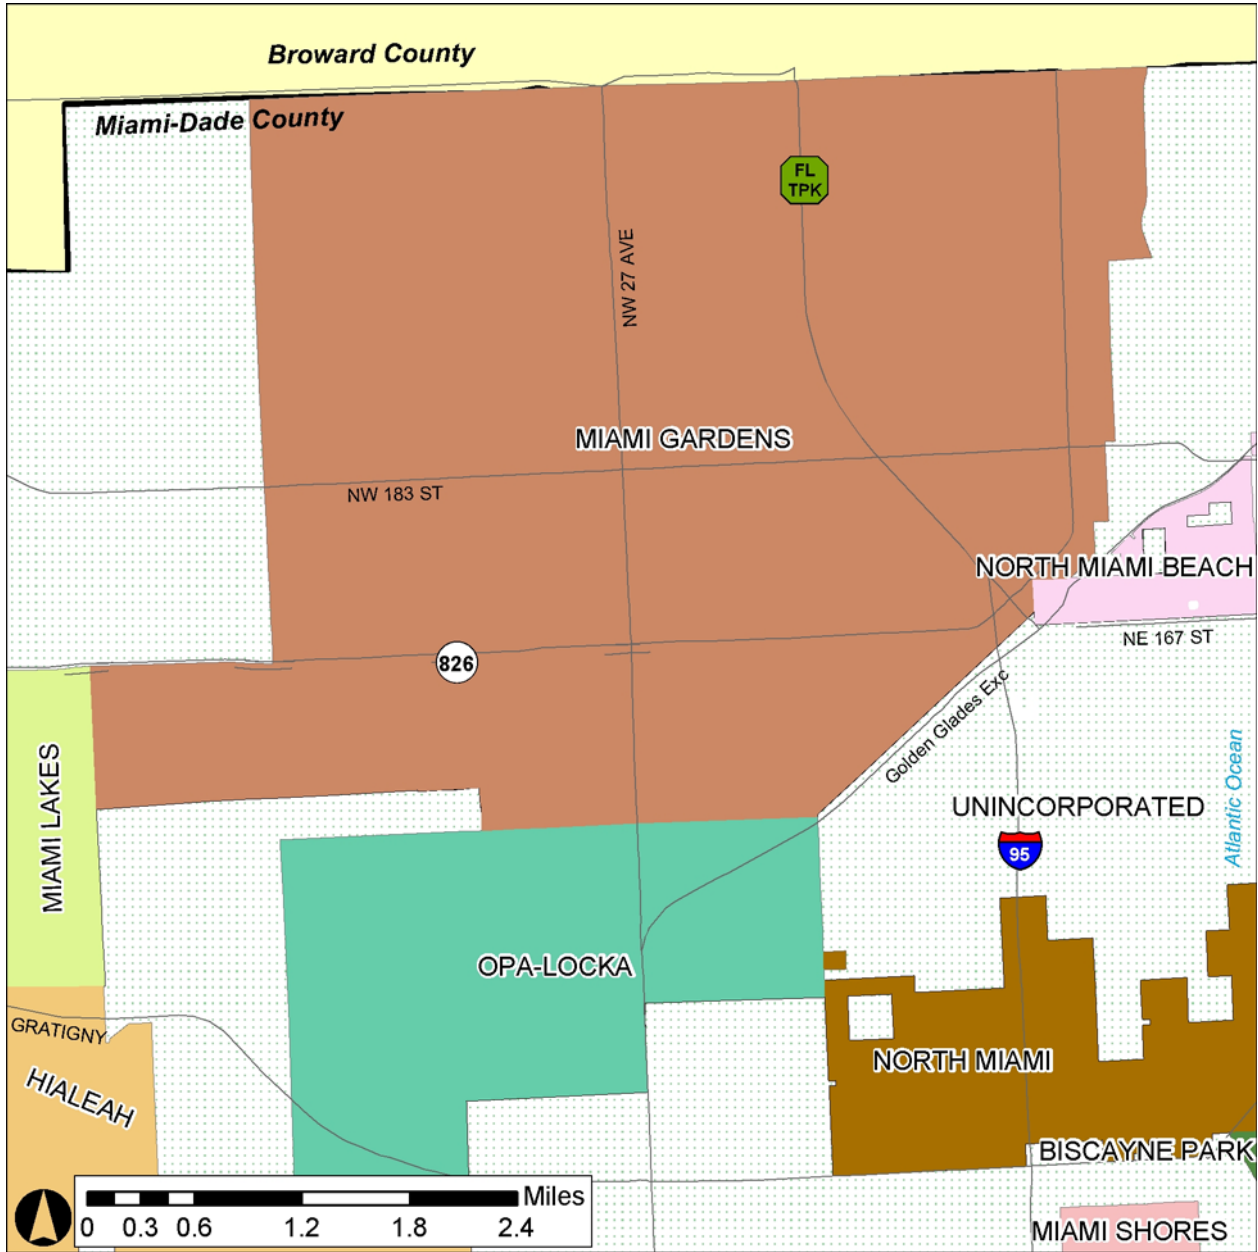 Broward County
Miami-Dade County
FL
TPK
NW 27 AVE
MIAMI GARDENS
NW 183 ST
NORTH MIAMI BEACH
NE 167 ST
826
Golden Glades Exc
MIAMI LAKES
UNINCORPORATED
95
Atlantic Ocean
OPA-LOCKA
GRATIGNY
NORTH MIAMI
HIALEAH
BISCAYNE PARK
Miles
0 0.3 0.6 1.2 1.8 2.4
MIAMI SHORES